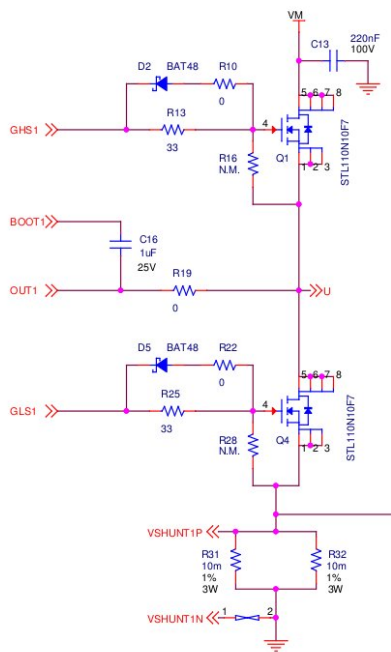 VM
C13
220nF
100V
D2 BAT48 R10
0
R13
33
GHS1
4
5 6 7 8
R16
N.M.
Q1
1 2 3
STL110N10F7
BOOT1
C16
1uF
25V
R19
0
OUT1
U
D5 BAT48 R22
0
R25
33
GLS1
4
5 6 7 8
R28
N.M.
Q4
1 2 3
STL110N10F7
VSHUNT1P
R31
10m
1%
3W
R32
10m
1%
3W
VSHUNT1N
1 2